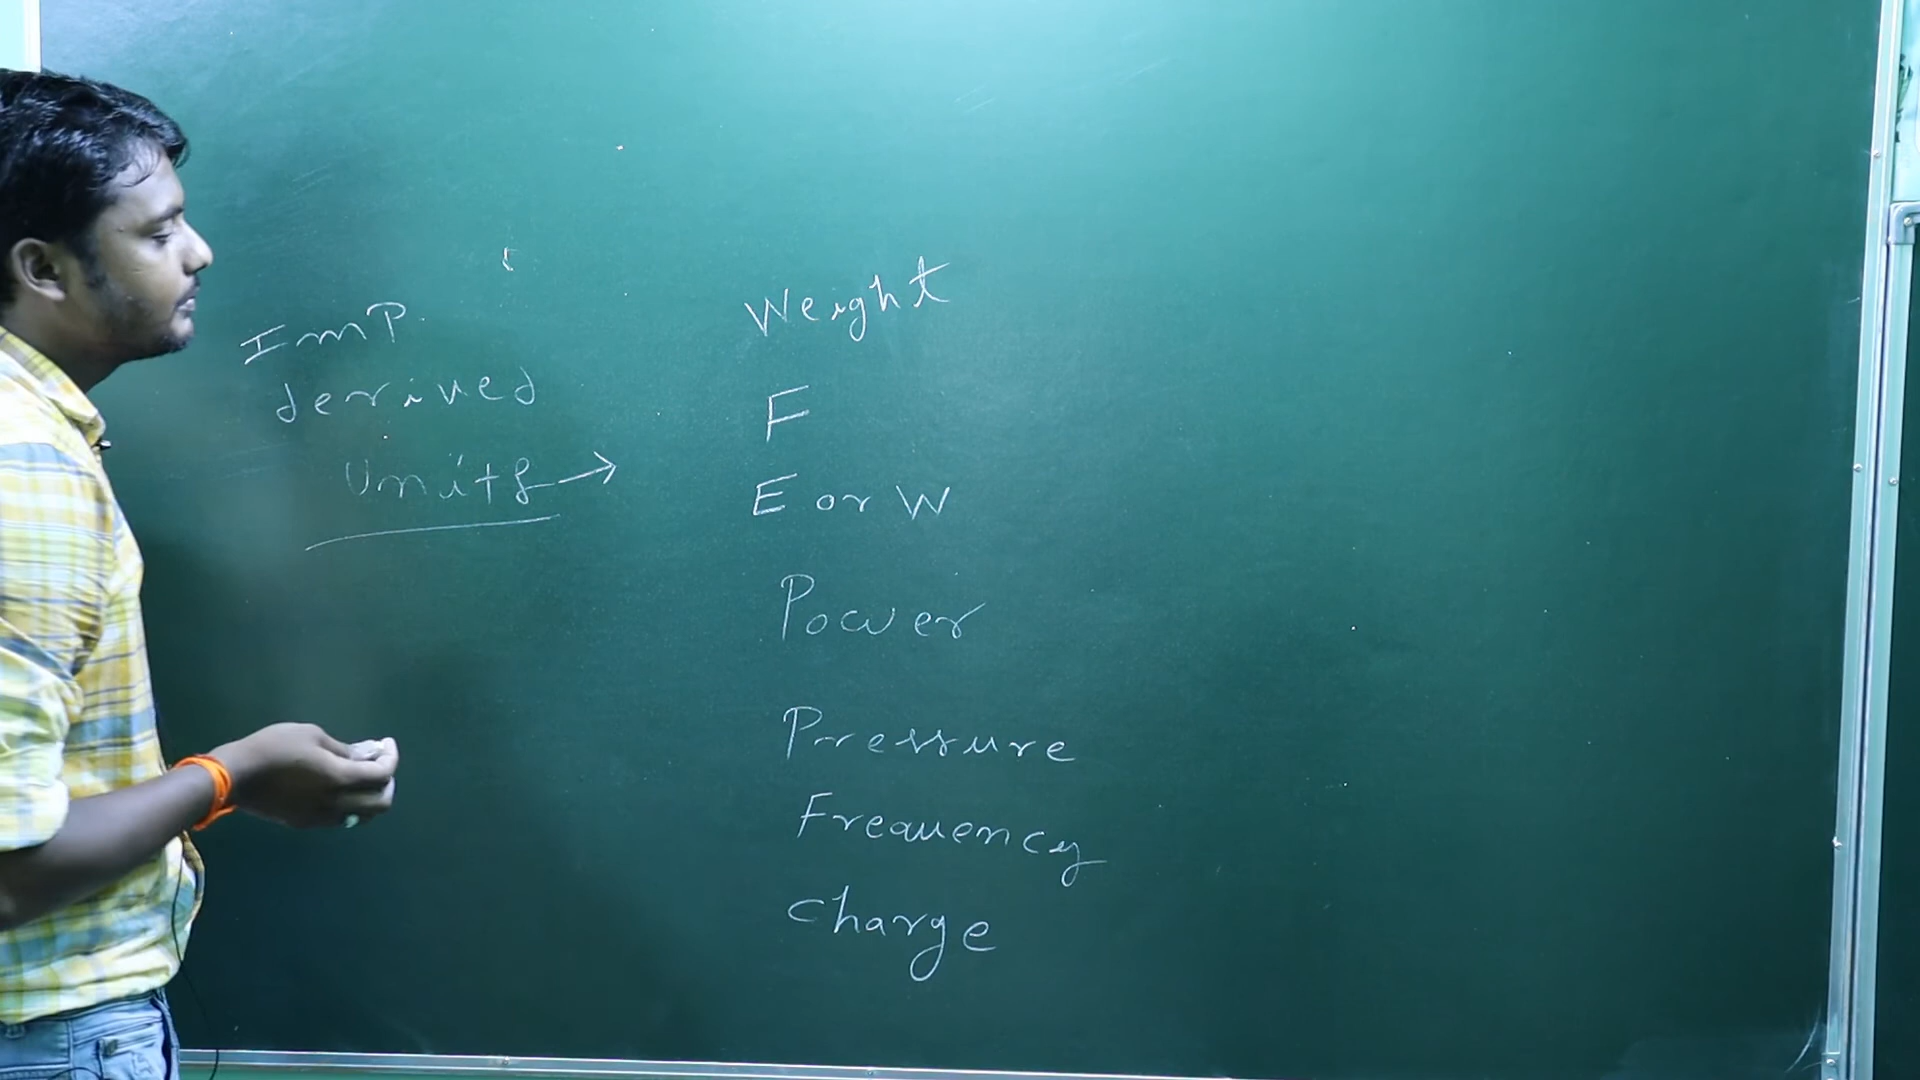 Imp.
derived
Units →
Weight
F
E or W
Power
Pressure
Frequency
charge